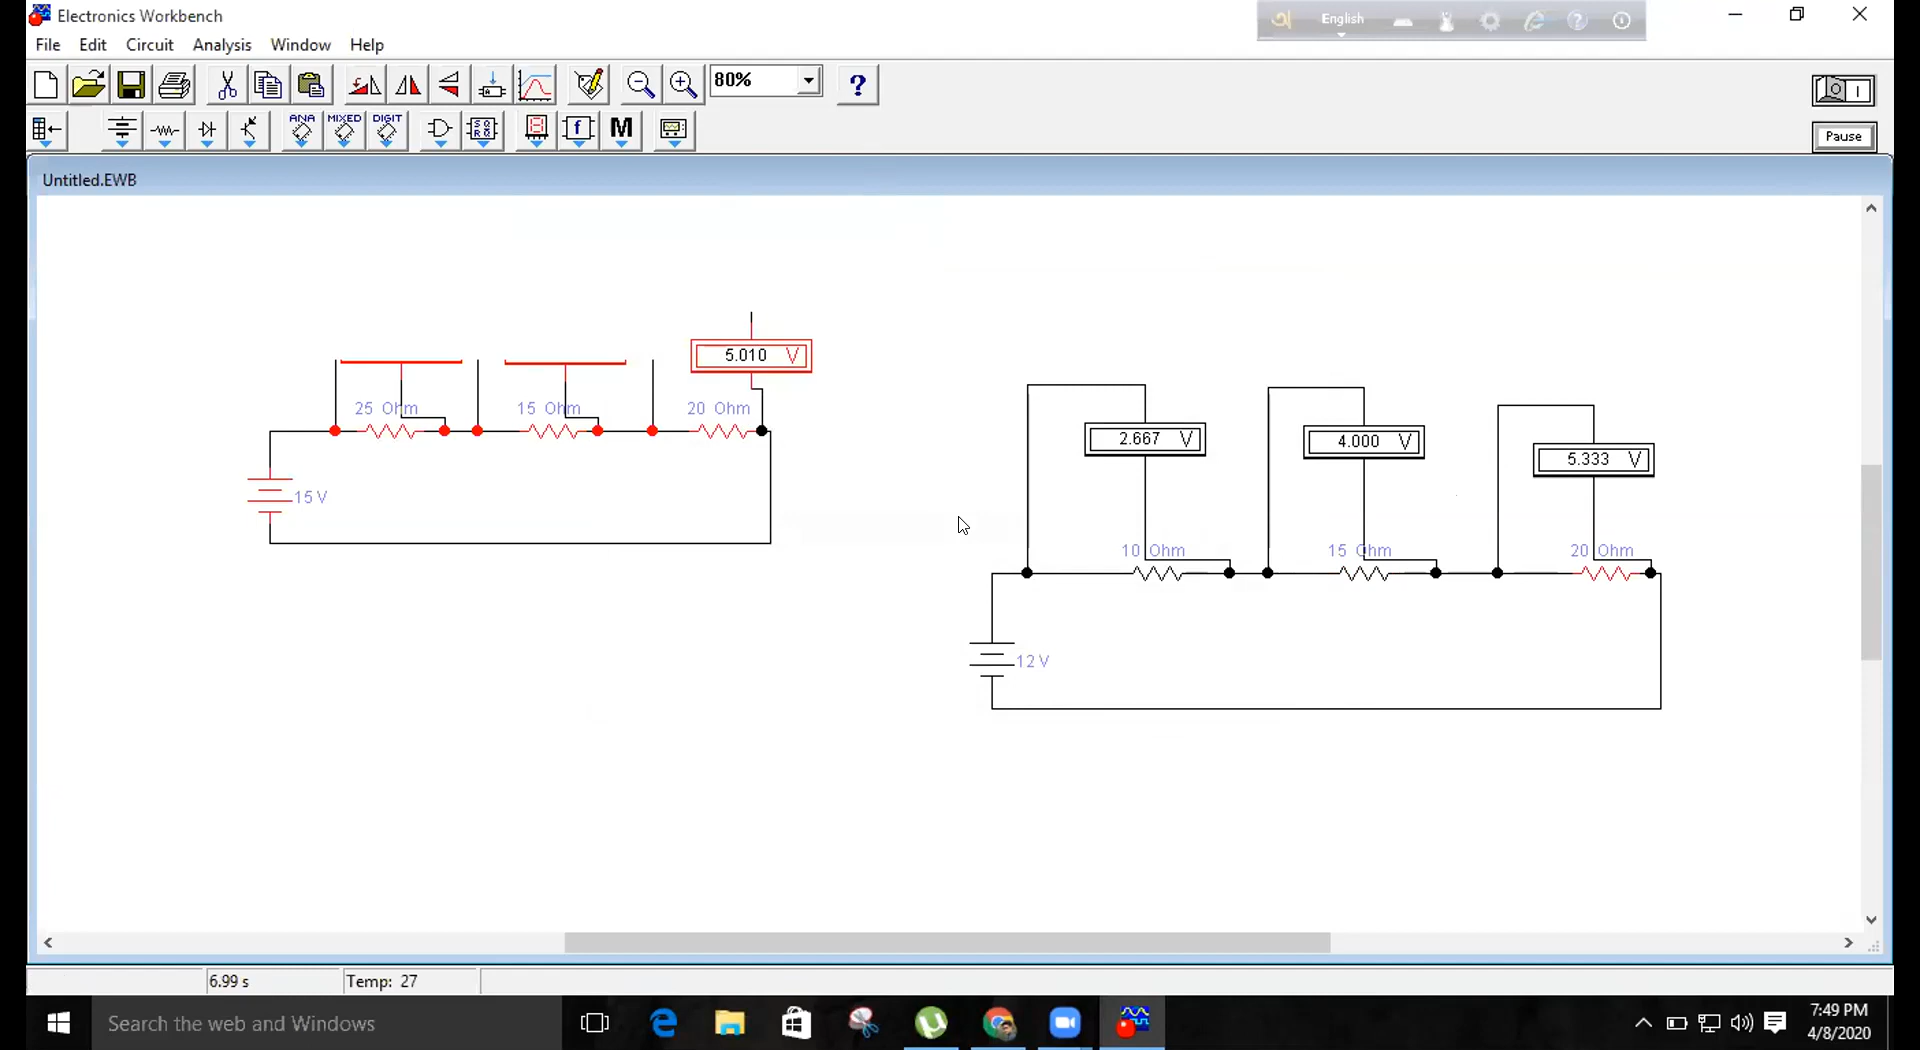 Electronics Workbench
English
File Edit Circuit Analysis Window Help
80%
?
ANA MIXED DIGIT
f M
Pause
Untitled.EWB
5.010 V
25 Ohm 15 Ohm 20 Ohm
2.667 V 4.000 V 5.333 V
15 V
10 Ohm 15 Ohm 20 Ohm
12 V
6.99 s Temp: 27
Search the web and Windows
7:49 PM
4/8/2020